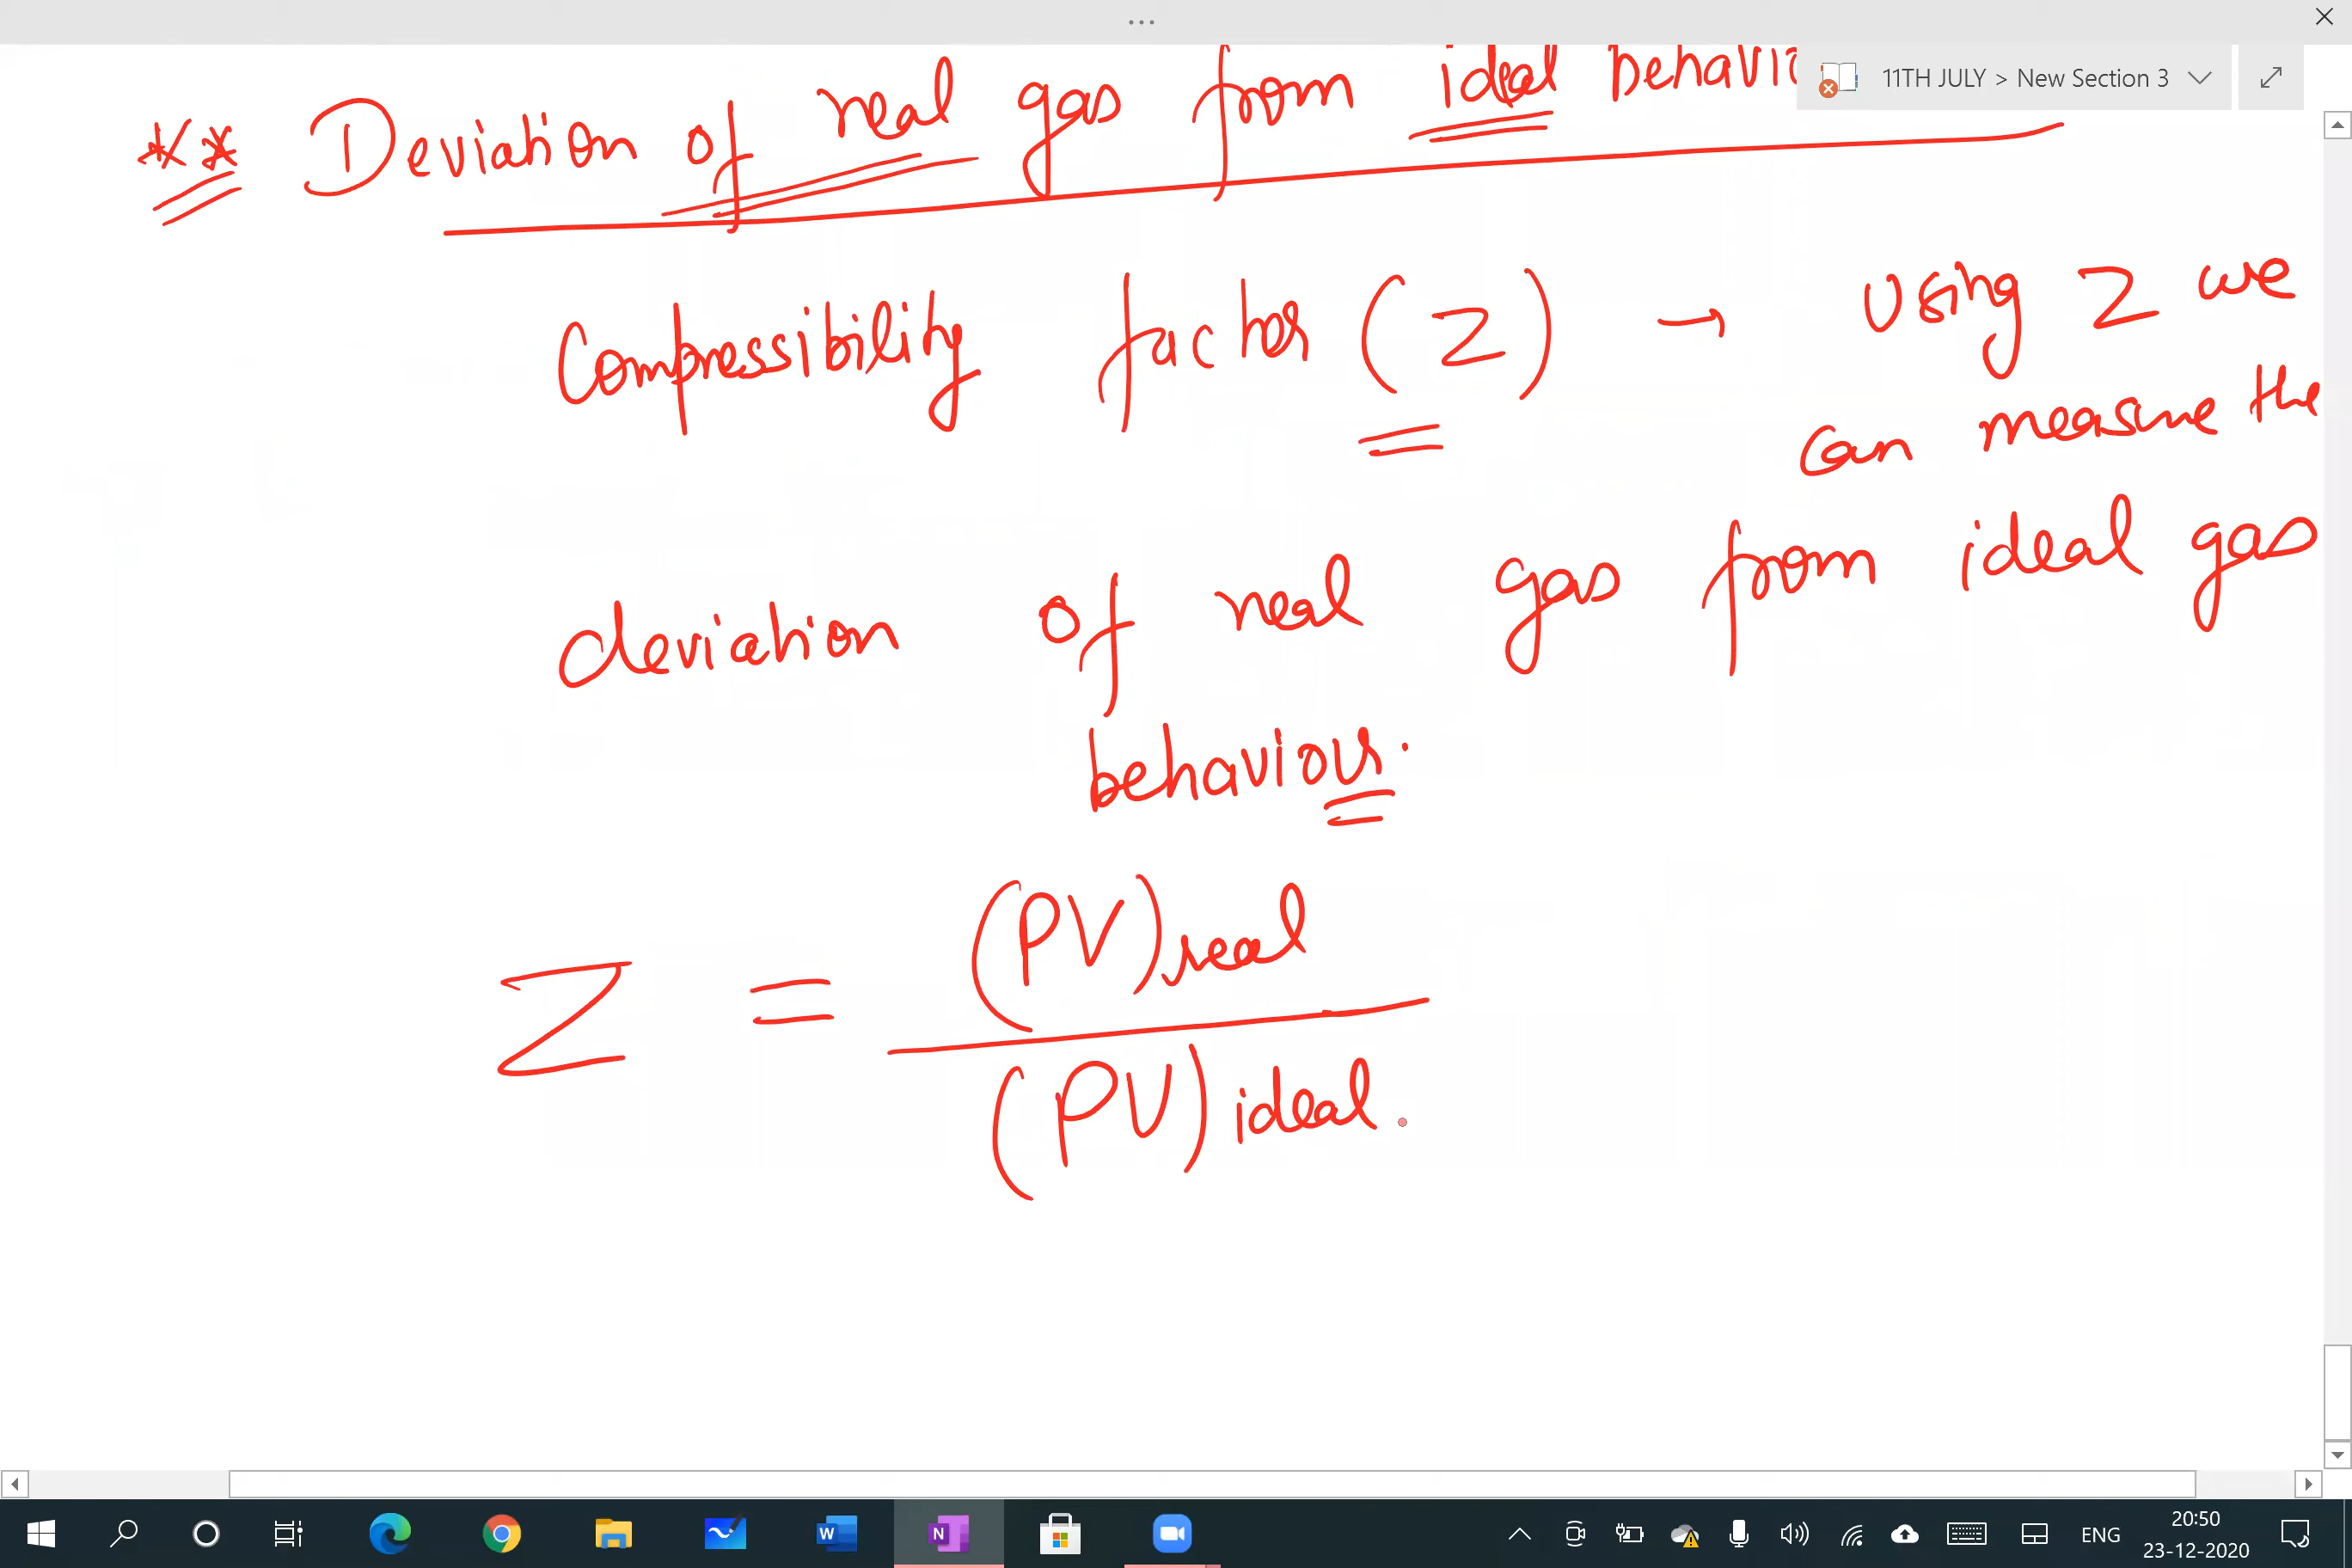 ** Deviation of real gas from ideal behavio
11TH JULY > New Section 3
Compressibility factor (Z) → Using Z we
can measure the
deviation of real gas from ideal gas
behaviour.
Z = (PV)real / (PV)ideal.
ENG
20:50
23-12-2020